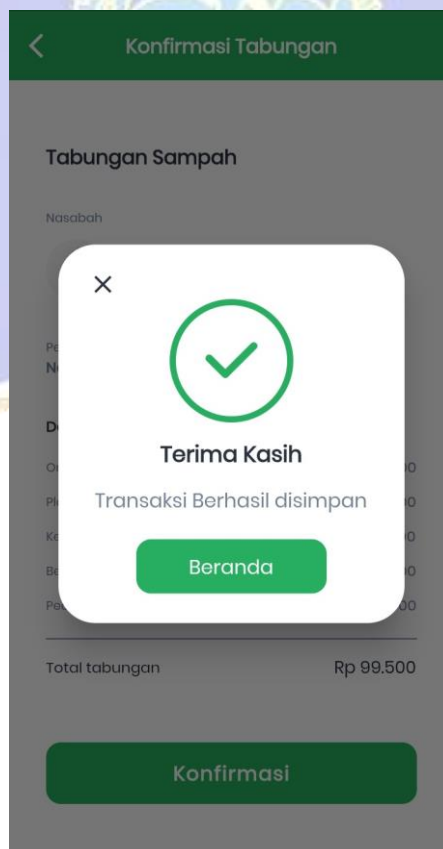 Konfirmasi Tabungan
Tabungan Sampah
Nasabah
Terima Kasih
Transaksi Berhasil disimpan
Beranda
Total tabungan Rp 99.500
Konfirmasi